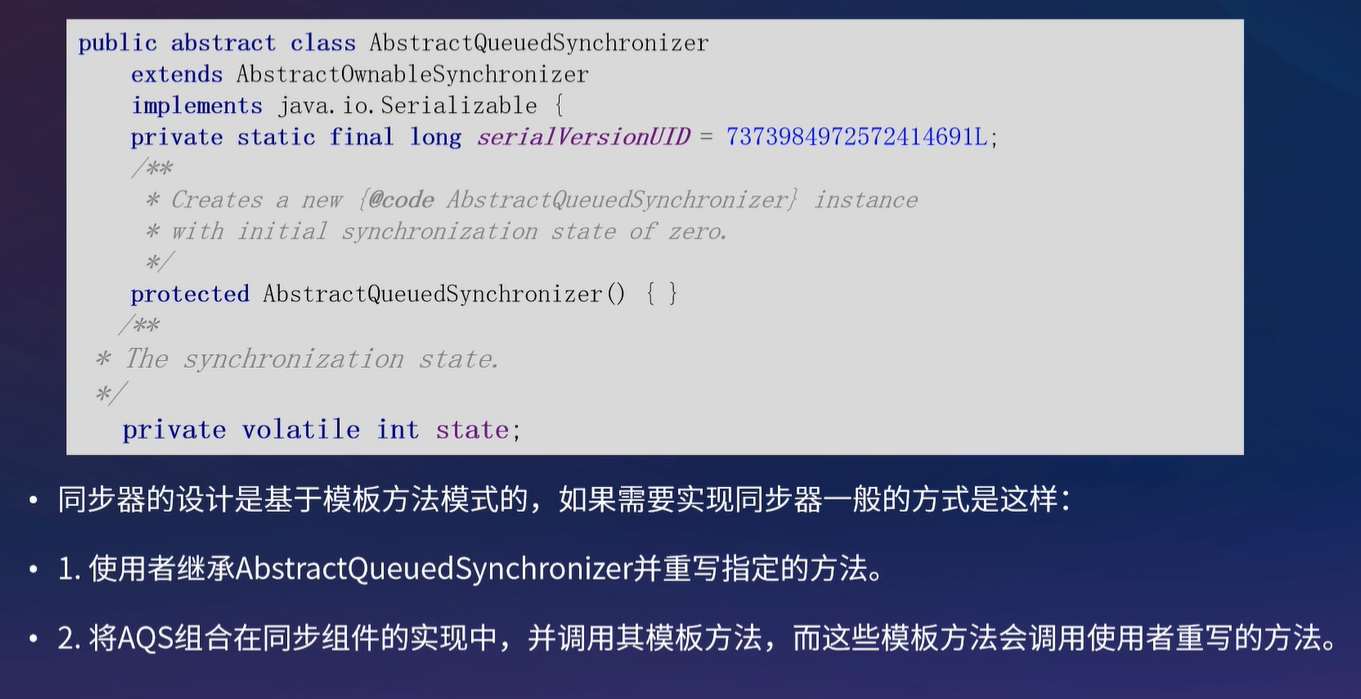 public abstract class AbstractQueuedSynchronizer
extends AbstractOwnableSynchronizer
implements java.io.Serializable {
private static final long serialVersionUID = 7373984972572414691L;
/**
* Creates a new {@code AbstractQueuedSynchronizer} instance
* with initial synchronization state of zero.
*/
protected AbstractQueuedSynchronizer() { }
/**
* The synchronization state.
*/
private volatile int state;
• 同步器的设计是基于模板方法模式的，如果需要实现同步器一般的方式是这样：
• 1. 使用者继承AbstractQueuedSynchronizer并重写指定的方法。
• 2. 将AQS组合在同步组件的实现中，并调用其模板方法，而这些模板方法会调用使用者重写的方法。